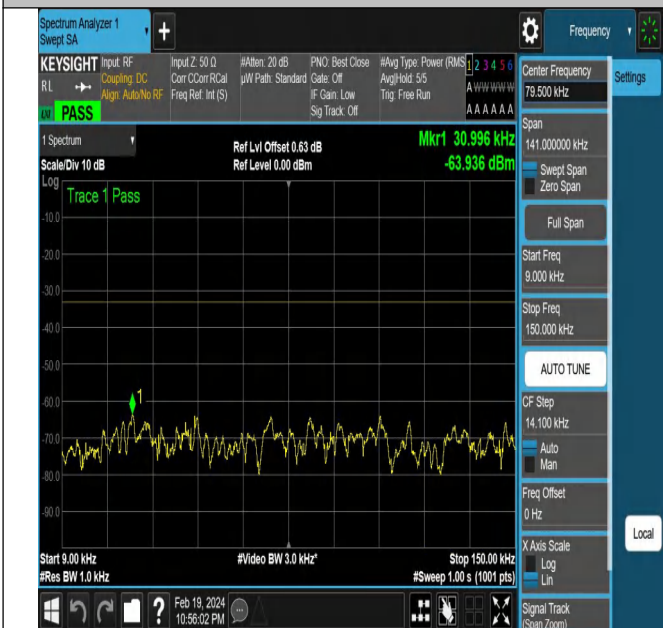 Spectrum Analyzer 1
Swept SA
+
Frequency
KEYSIGHT
RL
LXI
PASS
Input: RF
Coupling: DC
Align: Auto/No RF
Input Z: 50 Ω
Corr CCorr RCal
Freq Ref: Int (S)
#Atten: 20 dB
µW Path: Standard
PNO: Best Close
Gate: Off
IF Gain: Low
Sig Track: Off
#Avg Type: Power (RMS
Avg|Hold: 5/5
Trig: Free Run
1 2 3 4 5 6
A W W W W W
A A A A A A
1 Spectrum
Scale/Div 10 dB
Ref Lvl Offset 0.63 dB
Ref Level 0.00 dBm
Mkr1 30.996 kHz
-63.936 dBm
Log
Trace 1 Pass
-10.0
-20.0
-30.0
-40.0
-50.0
-60.0
-70.0
-80.0
-90.0
1
Start 9.00 kHz
#Res BW 1.0 kHz
#Video BW 3.0 kHz*
Stop 150.00 kHz
#Sweep 1.00 s (1001 pts)
Center Frequency
79.500 kHz
Settings
Span
141.000000 kHz
Swept Span
Zero Span
Full Span
Start Freq
9.000 kHz
Stop Freq
150.000 kHz
AUTO TUNE
CF Step
14.100 kHz
Auto
Man
Freq Offset
0 Hz
X Axis Scale
Log
Lin
Local
Signal Track
(Span Zoom)
?
Feb 19, 2024
10:56:02 PM